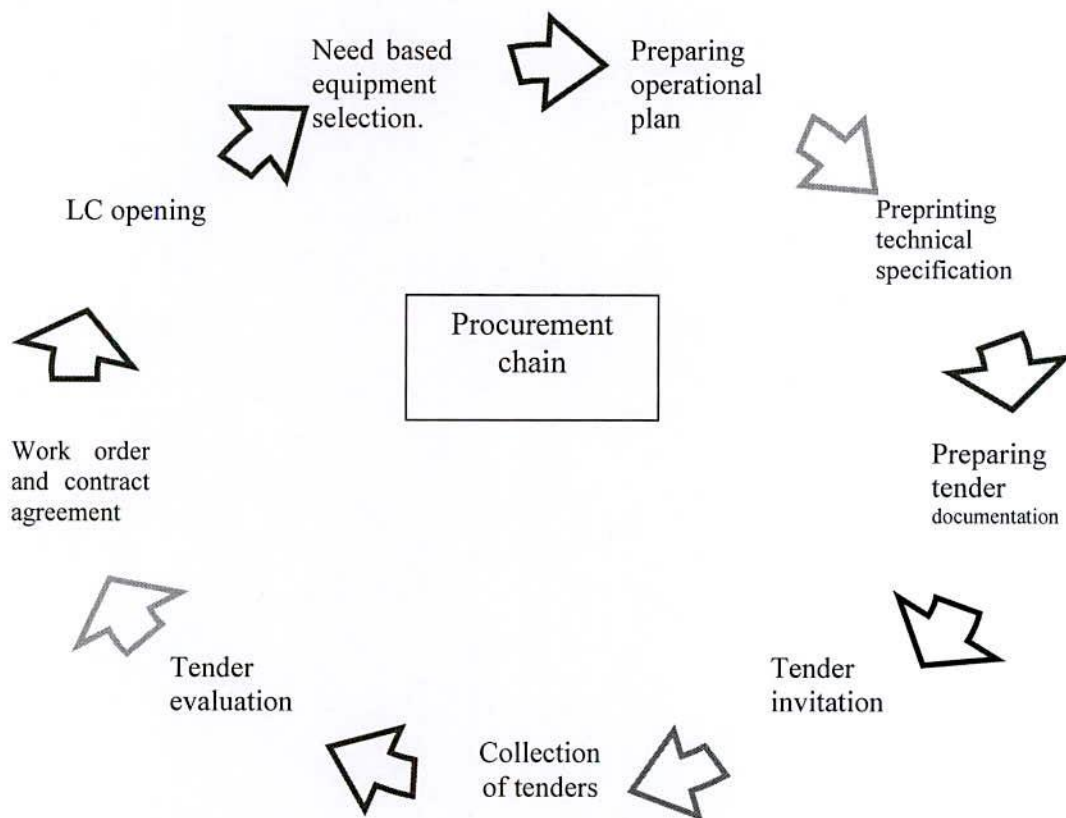 Need based
equipment
selection.
Preparing
operational
plan
Preprinting
technical
specification
Preparing
tender
documentation
Tender
invitation
Collection
of tenders
Tender
evaluation
Work order
and contract
agreement
LC opening
Procurement
chain